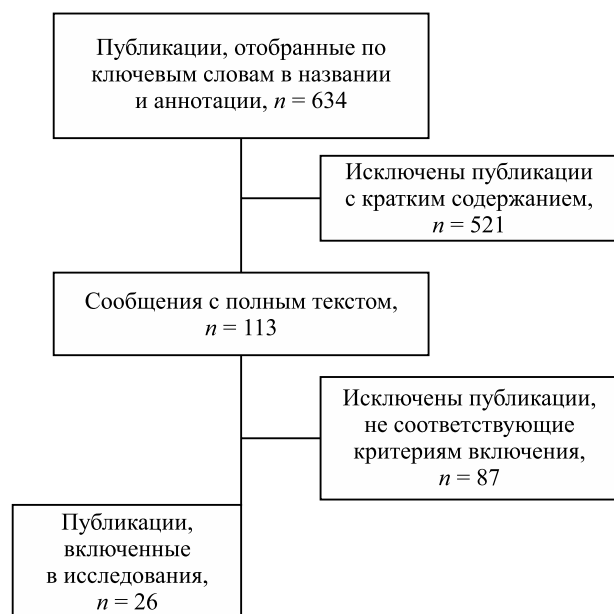 Публикации, отобранные по
ключевым словам в названии
и аннотации, n = 634
Исключены публикации
с кратким содержанием,
n = 521
Сообщения с полным текстом,
n = 113
Исключены публикации,
не соответствующие
критериям включения,
n = 87
Публикации,
включенные
в исследования,
n = 26